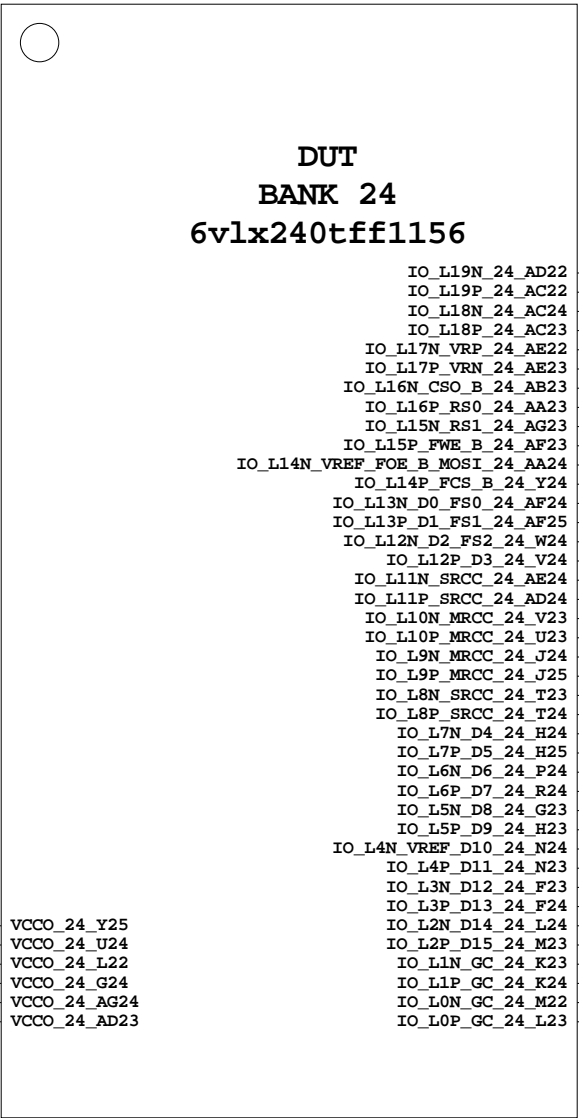 DUT
BANK 24
6vlx240tff1156
IO_L19N_24_AD22
IO_L19P_24_AC22
IO_L18N_24_AC24
IO_L18P_24_AC23
IO_L17N_VRP_24_AE22
IO_L17P_VRN_24_AE23
IO_L16N_CSO_B_24_AB23
IO_L16P_RS0_24_AA23
IO_L15N_RS1_24_AG23
IO_L15P_FWE_B_24_AF23
IO_L14N_VREF_FOE_B_MOSI_24_AA24
IO_L14P_FCS_B_24_Y24
IO_L13N_D0_FS0_24_AF24
IO_L13P_D1_FS1_24_AF25
IO_L12N_D2_FS2_24_W24
IO_L12P_D3_24_V24
IO_L11N_SRCC_24_AE24
IO_L11P_SRCC_24_AD24
IO_L10N_MRCC_24_V23
IO_L10P_MRCC_24_U23
IO_L9N_MRCC_24_J24
IO_L9P_MRCC_24_J25
IO_L8N_SRCC_24_T23
IO_L8P_SRCC_24_T24
IO_L7N_D4_24_H24
IO_L7P_D5_24_H25
IO_L6N_D6_24_P24
IO_L6P_D7_24_R24
IO_L5N_D8_24_G23
IO_L5P_D9_24_H23
IO_L4N_VREF_D10_24_N24
IO_L4P_D11_24_N23
IO_L3N_D12_24_F23
IO_L3P_D13_24_F24
VCCO_24_Y25 IO_L2N_D14_24_L24
VCCO_24_U24 IO_L2P_D15_24_M23
VCCO_24_L22 IO_L1N_GC_24_K23
VCCO_24_G24 IO_L1P_GC_24_K24
VCCO_24_AG24 IO_L0N_GC_24_M22
VCCO_24_AD23 IO_L0P_GC_24_L23